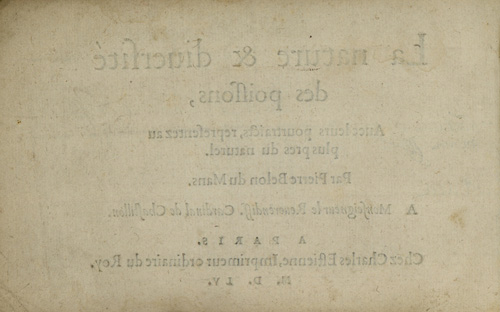 La nature & diuersité
des poissons,
Auec leurs pourtraicts, representez au
plus pres du naturel.
Par Pierre Belon du Mans.
A Monseigneur le Reuerendiss. Cardinal de Chastillon.
A PARIS.
Chez Charles Estienne, Imprimeur ordinaire du Roy.
M. D. LV.